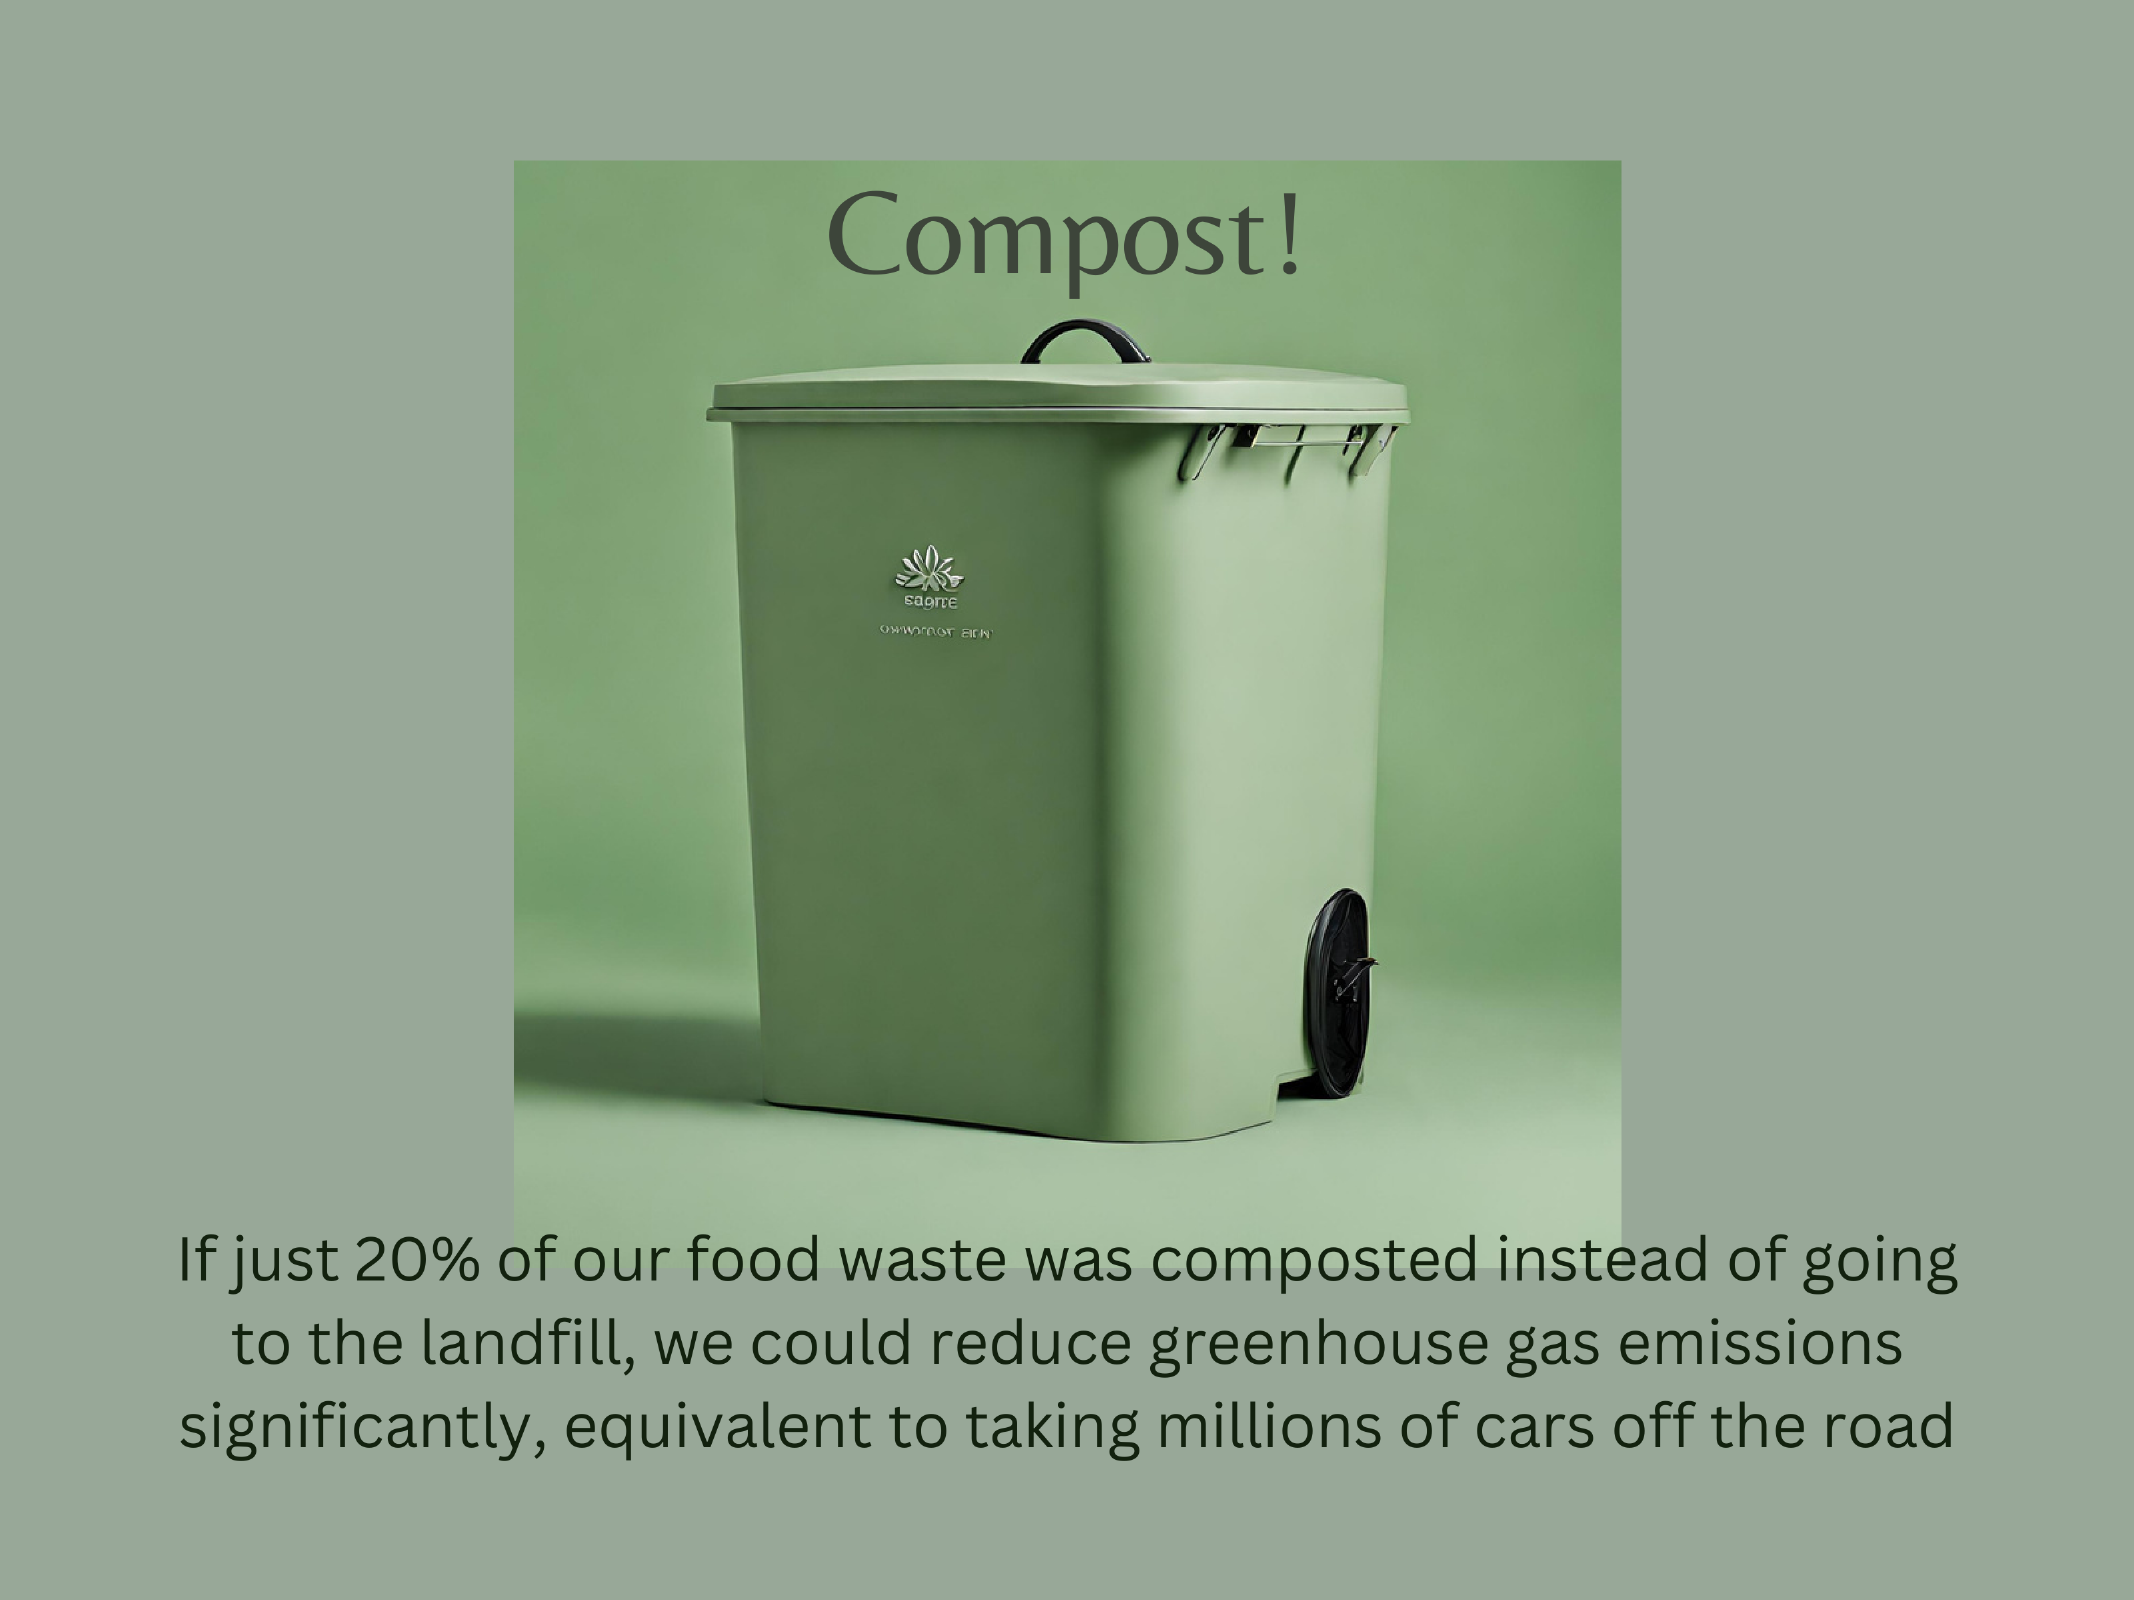 Compost!
If just 20% of our food waste was composted instead of going
to the landfill, we could reduce greenhouse gas emissions
significantly, equivalent to taking millions of cars off the road